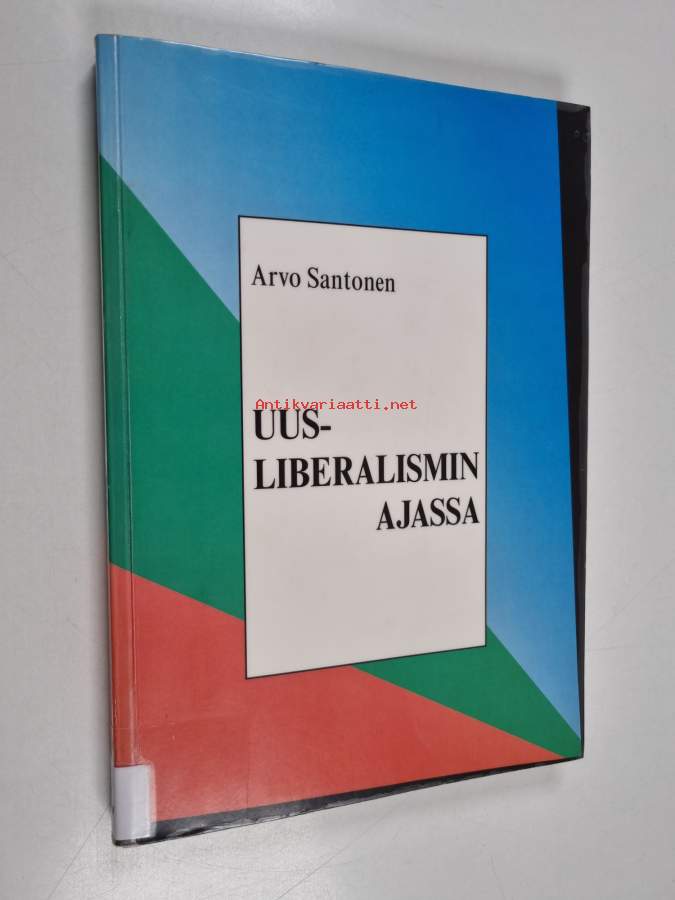 Arvo Santonen
Antikvariaatti.net
UUS-
LIBERALISMIN
AJASSA